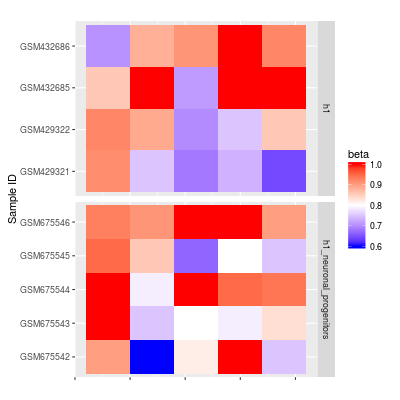 GSM432686
GSM432685
GSM429322
GSM429321
h1
GSM675546
GSM675545
GSM675544
GSM675543
GSM675542
h1_neuronal_progenitors
Sample ID
beta
1.0
0.9
0.8
0.7
0.6